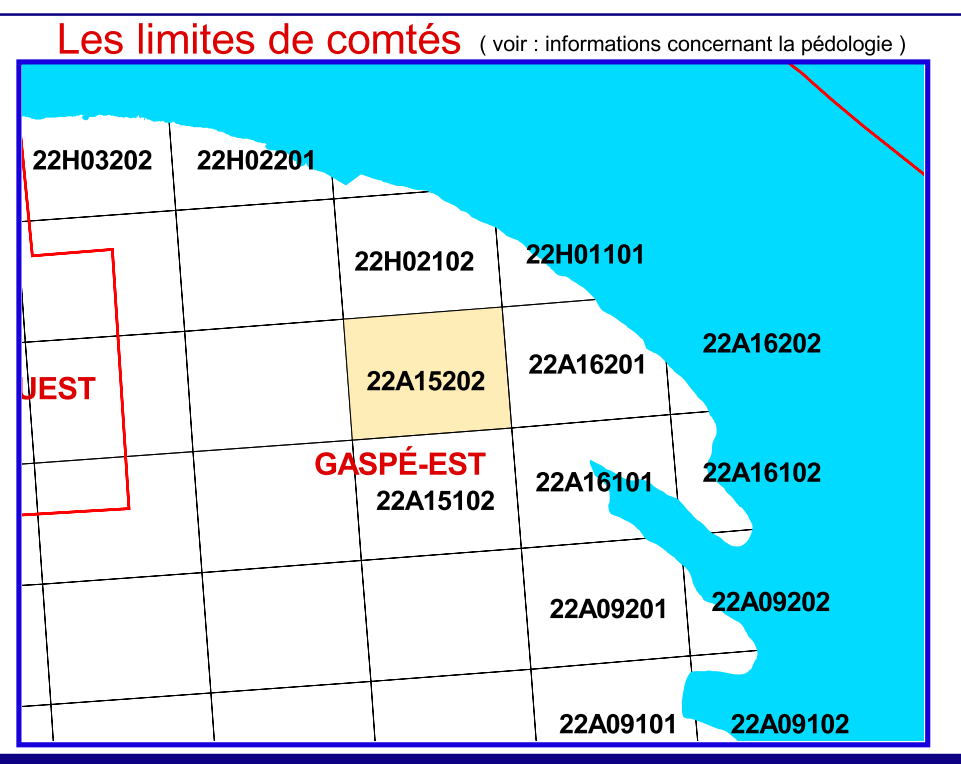 Les limites de comtés ( voir : informations concernant la pédologie )
22H03202 22H02201
22H02102 22H01101
22A16202
22A16201
22A15202
UEST
GASPÉ-EST
22A16102
22A16101
22A15102
22A09202
22A09201
22A09101 22A09102